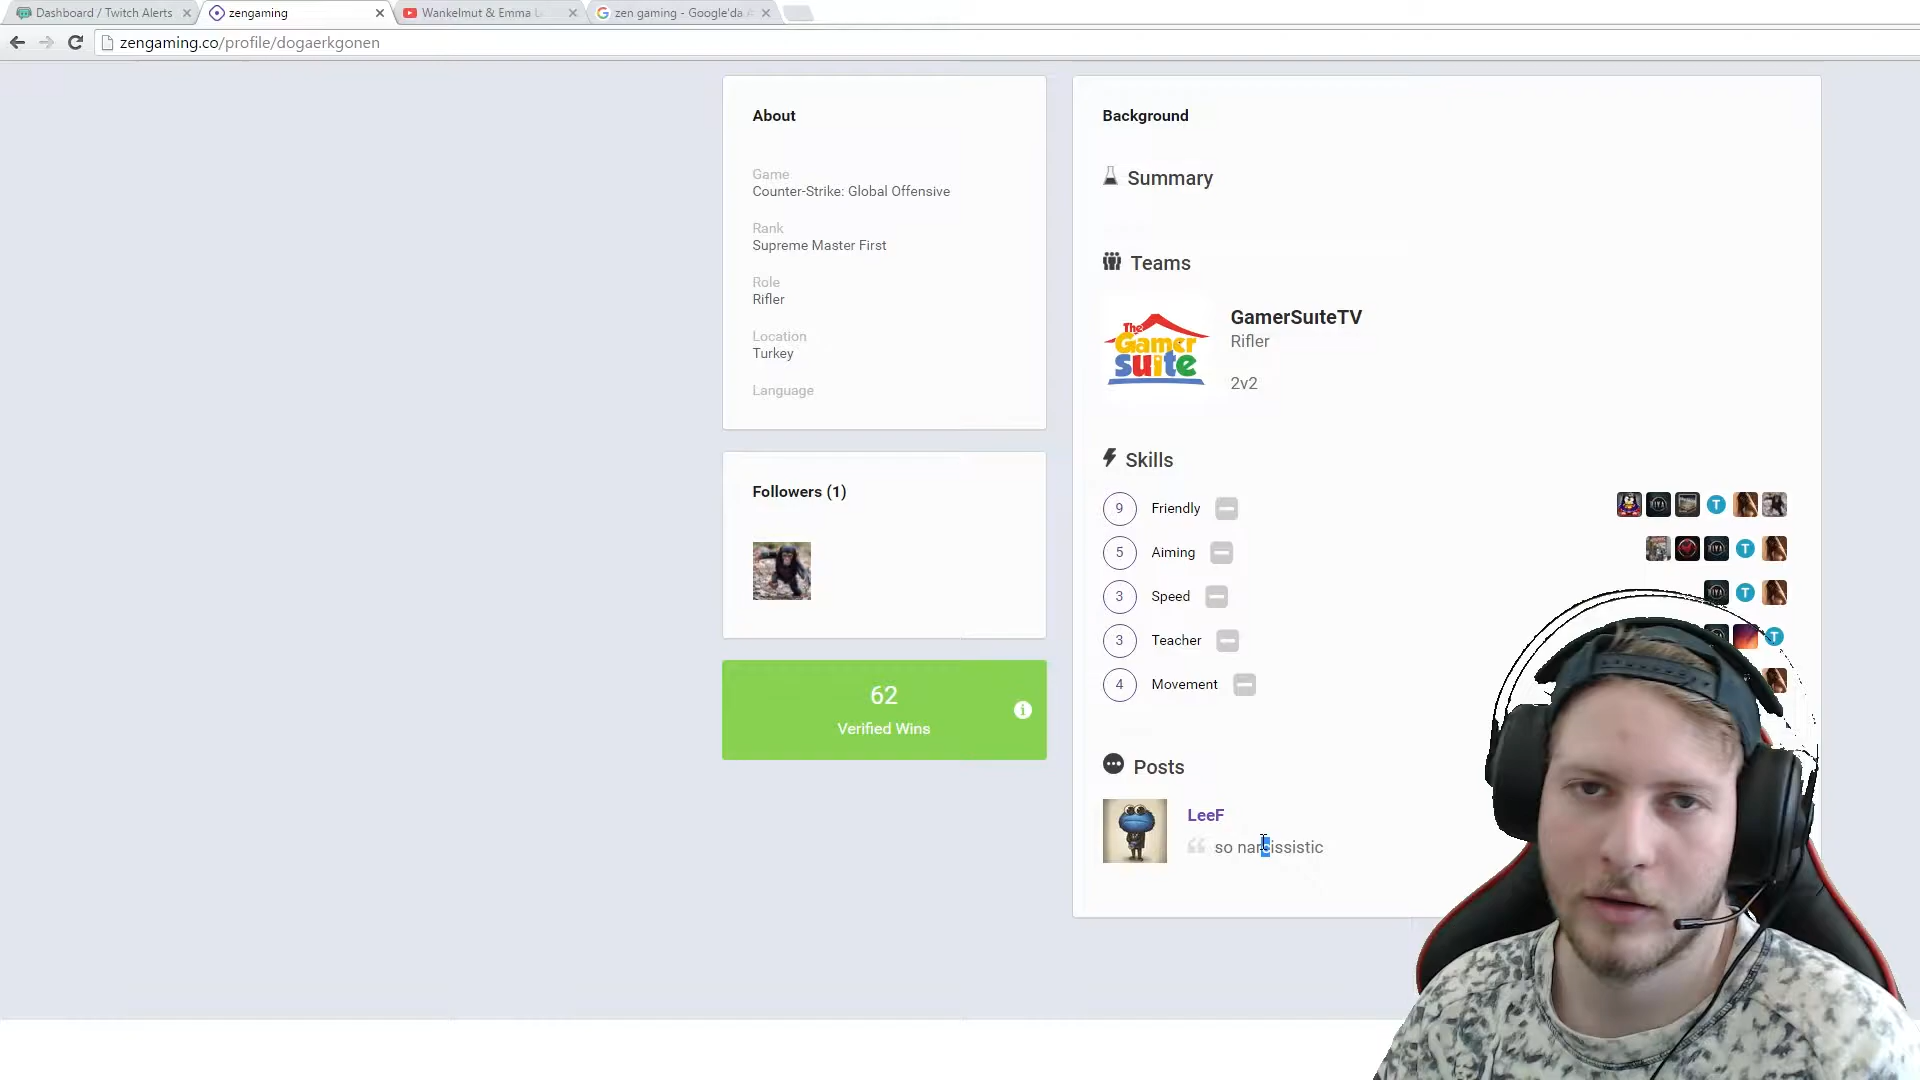 Dashboard / Twitch Alerts
zengaming
Wankelmut & Emma
zen gaming - Google'da
zengaming.co/profile/dogaerkgonen
About
Game
Counter-Strike: Global Offensive
Rank
Supreme Master First
Role
Rifler
Location
Turkey
Language
Followers (1)
62
Verified Wins
Background
Summary
Teams
The Gamer suite
GamerSuiteTV
Rifler
2v2
Skills
9 Friendly
T
5 Aiming
T
3 Speed
T
3 Teacher
T
4 Movement
Posts
LeeF
so narcissistic